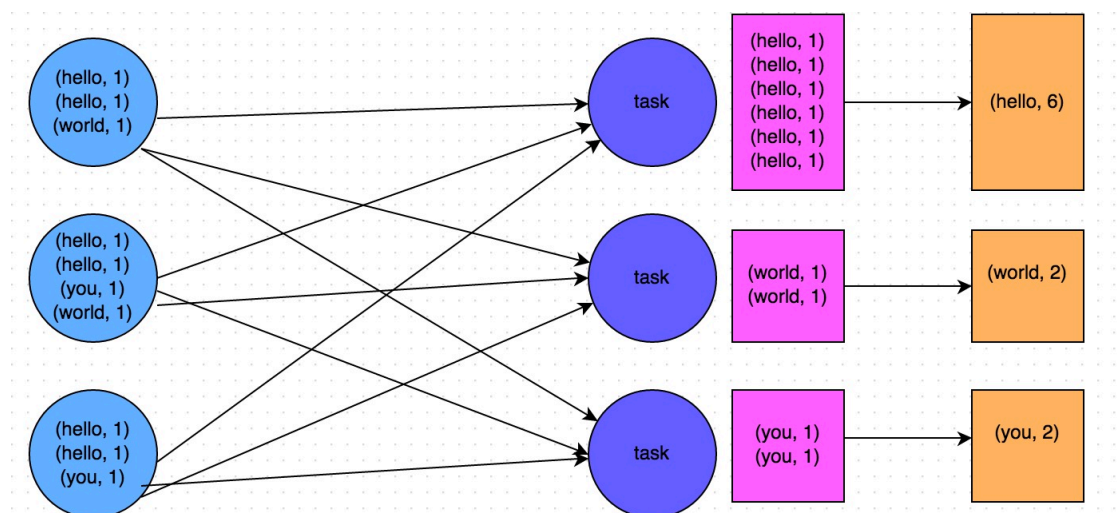 (hello, 1)
(hello, 1)
(world, 1)
task
(hello, 1)
(hello, 1)
(hello, 1)
(hello, 1)
(hello, 1)
(hello, 1)
(hello, 6)
(hello, 1)
(hello, 1)
(you, 1)
(world, 1)
task
(world, 1)
(world, 1)
(world, 2)
(hello, 1)
(hello, 1)
(you, 1)
task
(you, 1)
(you, 1)
(you, 2)